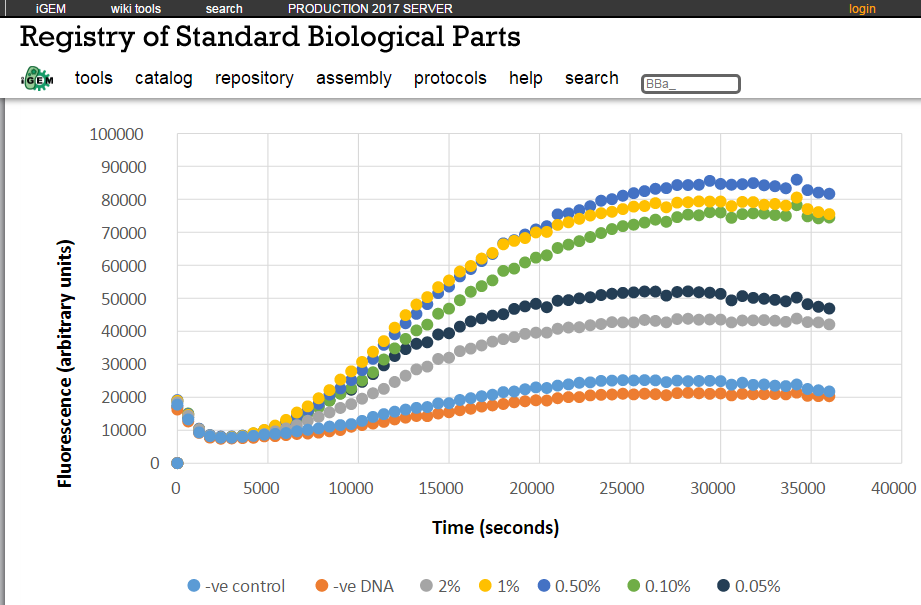 iGEM wiki tools search PRODUCTION 2017 SERVER login
Registry of Standard Biological Parts
iGEM tools catalog repository assembly protocols help search BBa_
100000
90000
80000
70000
60000
50000
40000
30000
20000
10000
0
Fluorescence (arbitrary units)
0 5000 10000 15000 20000 25000 30000 35000 40000
Time (seconds)
-ve control -ve DNA 2% 1% 0.50% 0.10% 0.05%